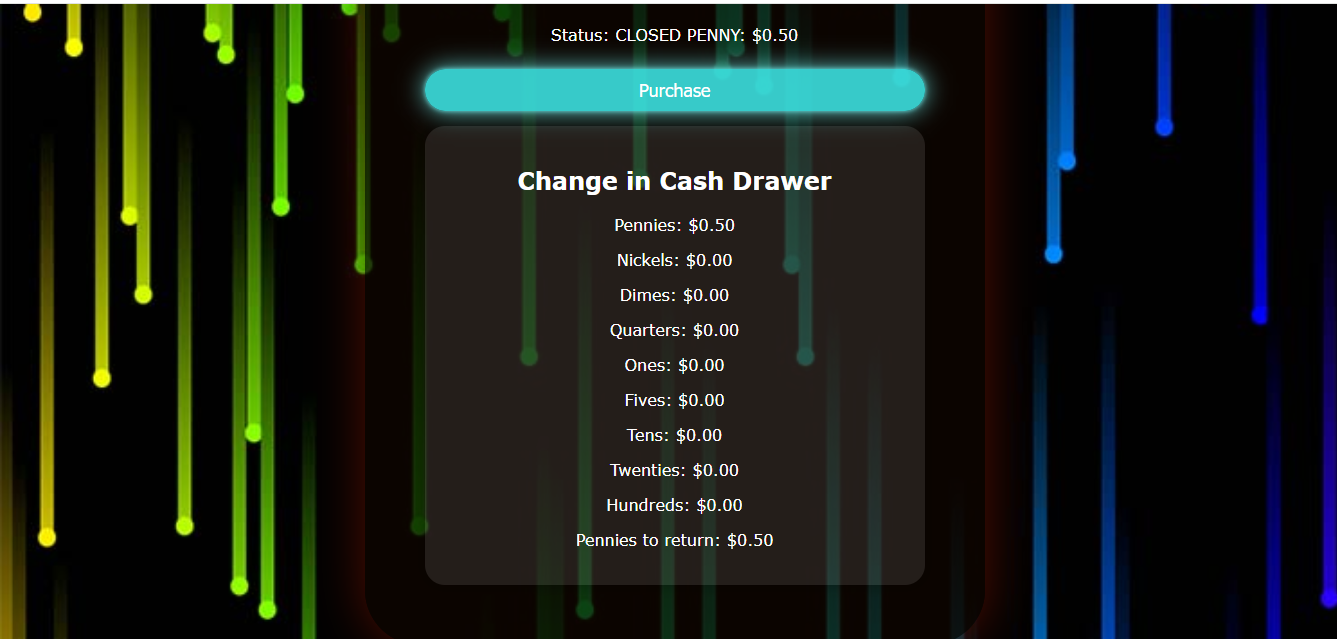 Status: CLOSED PENNY: $0.50
Purchase
Change in Cash Drawer
Pennies: $0.50
Nickels: $0.00
Dimes: $0.00
Quarters: $0.00
Ones: $0.00
Fives: $0.00
Tens: $0.00
Twenties: $0.00
Hundreds: $0.00
Pennies to return: $0.50